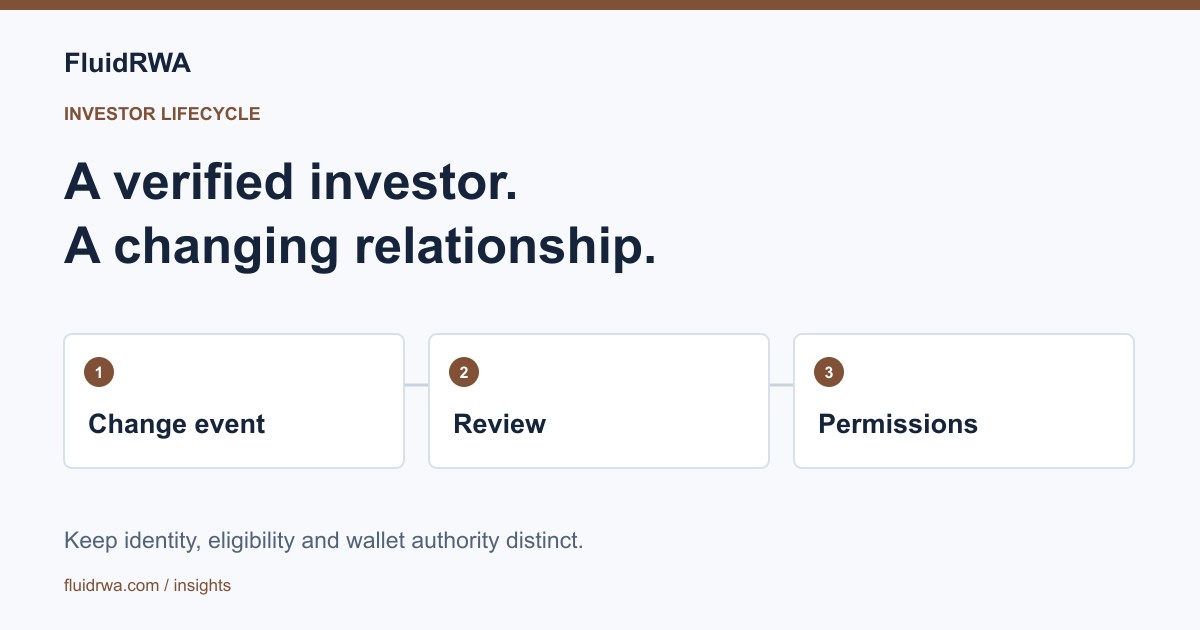 FluidRWA
INVESTOR LIFECYCLE
A verified investor.
A changing relationship.
1
Change event
2
Review
3
Permissions
Keep identity, eligibility and wallet authority distinct.
fluidrwa.com / insights